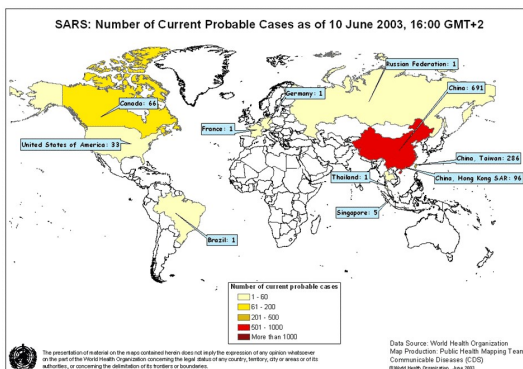 SARS: Number of Current Probable Cases as of 10 June 2003, 16:00 GMT+2
Russian Federation: 1
China: 691
Germany: 1
Canada: 66
France: 1
United States of America: 33
China, Taiwan: 286
Thailand: 1
China, Hong Kong SAR: 96
Singapore: 5
Brazil: 1
Number of current probable cases
1 - 60
61 - 200
201 - 500
501 - 1000
More than 1000
The presentation of material on the maps contained herein does not imply the expression of any opinion whatsoever
on the part of the World Health Organization concerning the legal status of any country, territory, city or areas or of its
authorities, or concerning the delimitation of its frontiers or boundaries.
Data Source: World Health Organization
Map Production: Public Health Mapping Team
Communicable Diseases (CDS)
©World Health Organization, June 2003